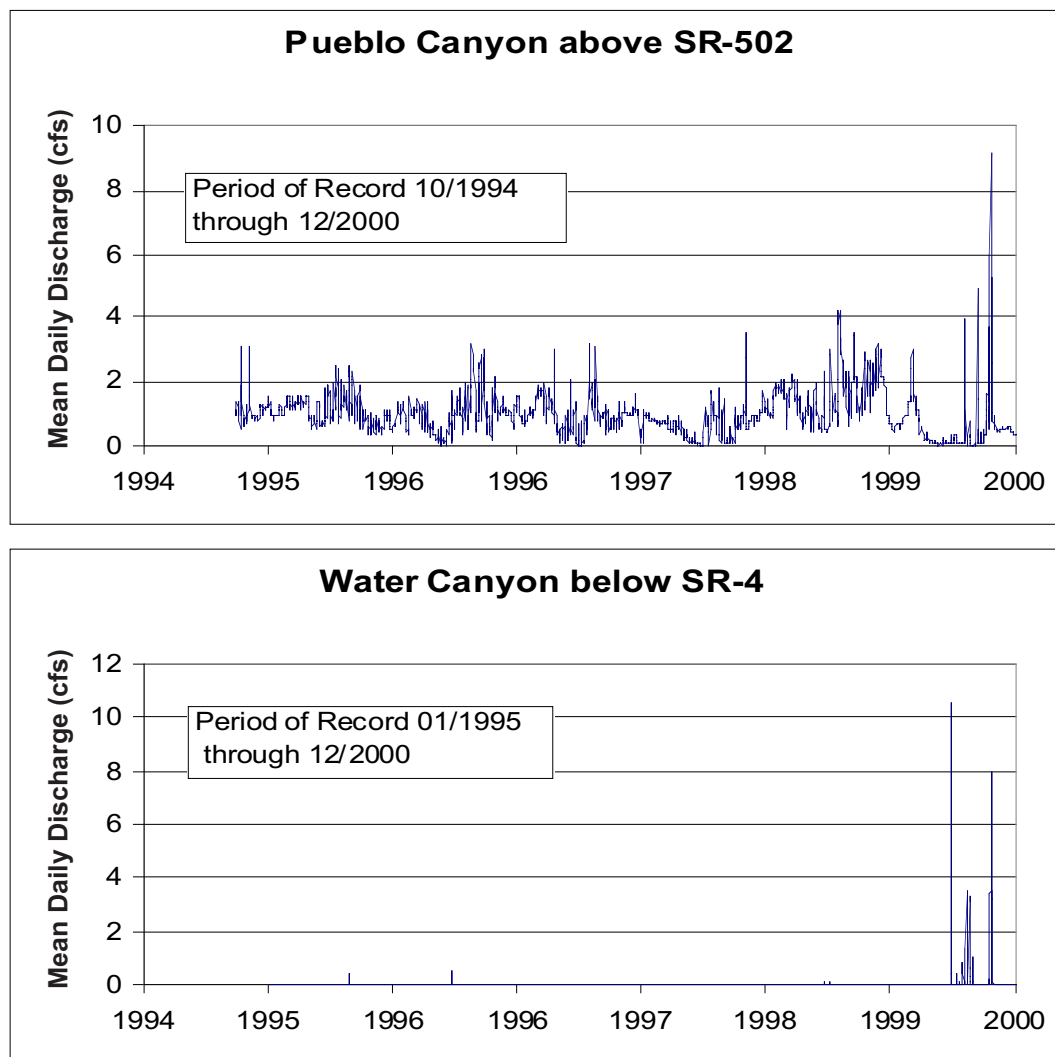 Pueblo Canyon above SR-502
Mean Daily Discharge (cfs)
10
8
6
4
2
0
Period of Record 10/1994
through 12/2000
1994 1995 1996 1996 1997 1998 1999 2000
Water Canyon below SR-4
Mean Daily Discharge (cfs)
12
10
8
6
4
2
0
Period of Record 01/1995
through 12/2000
1994 1995 1996 1996 1997 1998 1999 2000